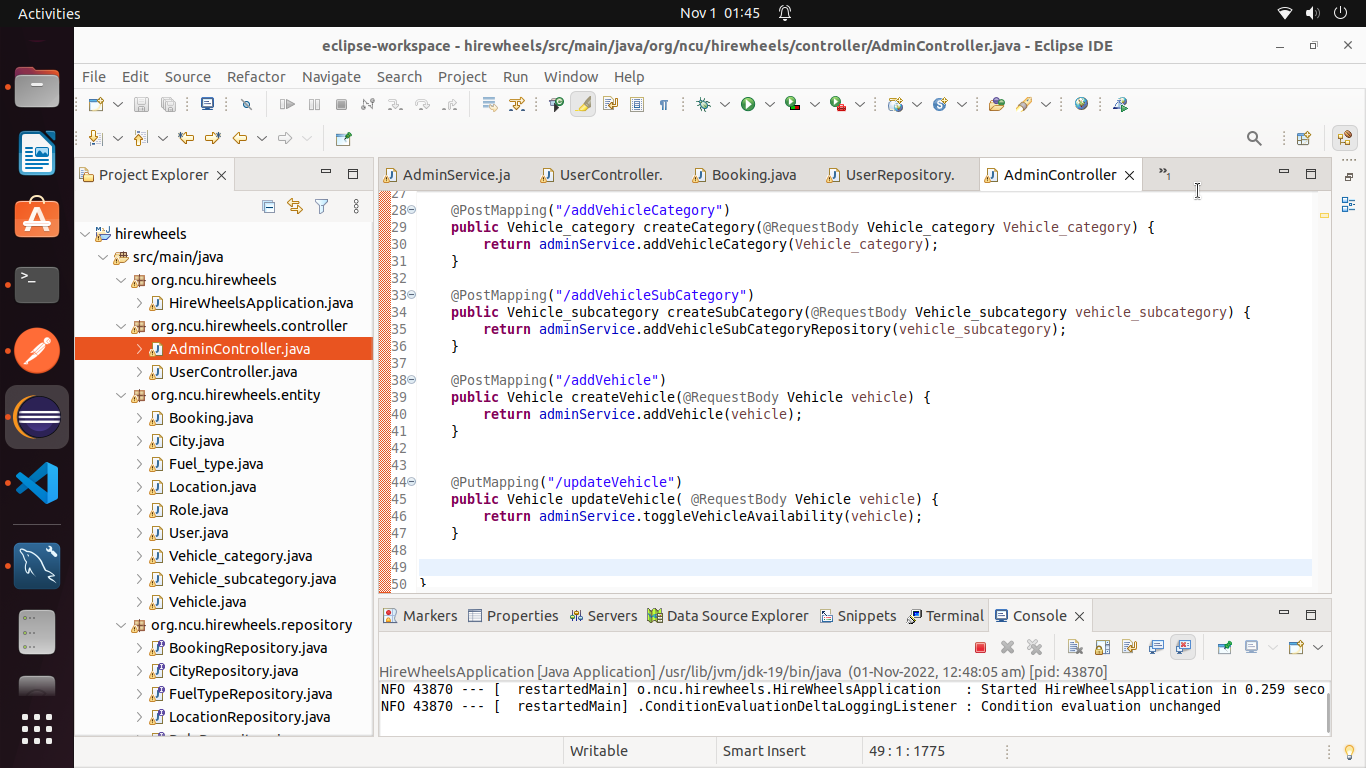 Activities
Nov 1 01:45
eclipse-workspace - hirewheels/src/main/java/org/ncu/hirewheels/controller/AdminController.java - Eclipse IDE
File Edit Source Refactor Navigate Search Project Run Window Help
Project Explorer
AdminService.ja
UserController.
Booking.java
UserRepository.
AdminController
»1
hirewheels
src/main/java
org.ncu.hirewheels
HireWheelsApplication.java
org.ncu.hirewheels.controller
AdminController.java
UserController.java
org.ncu.hirewheels.entity
Booking.java
City.java
Fuel_type.java
Location.java
Role.java
User.java
Vehicle_category.java
Vehicle_subcategory.java
Vehicle.java
org.ncu.hirewheels.repository
BookingRepository.java
CityRepository.java
FuelTypeRepository.java
LocationRepository.java
27
28 @PostMapping("/addVehicleCategory")
29 public Vehicle_category createCategory(@RequestBody Vehicle_category Vehicle_category) {
30 return adminService.addVehicleCategory(Vehicle_category);
31 }
32
33 @PostMapping("/addVehicleSubCategory")
34 public Vehicle_subcategory createSubCategory(@RequestBody Vehicle_subcategory vehicle_subcategory) {
35 return adminService.addVehicleSubCategoryRepository(vehicle_subcategory);
36 }
37
38 @PostMapping("/addVehicle")
39 public Vehicle createVehicle(@RequestBody Vehicle vehicle) {
40 return adminService.addVehicle(vehicle);
41 }
42
43
44 @PutMapping("/updateVehicle")
45 public Vehicle updateVehicle( @RequestBody Vehicle vehicle) {
46 return adminService.toggleVehicleAvailability(vehicle);
47 }
48
49
50 }
Markers Properties Servers Data Source Explorer Snippets Terminal Console
HireWheelsApplication [Java Application] /usr/lib/jvm/jdk-19/bin/java (01-Nov-2022, 12:48:05 am) [pid: 43870]
NFO 43870 --- [ restartedMain] o.ncu.hirewheels.HireWheelsApplication : Started HireWheelsApplication in 0.259 seco
NFO 43870 --- [ restartedMain] .ConditionEvaluationDeltaLoggingListener : Condition evaluation unchanged
Writable
Smart Insert
49 : 1 : 1775